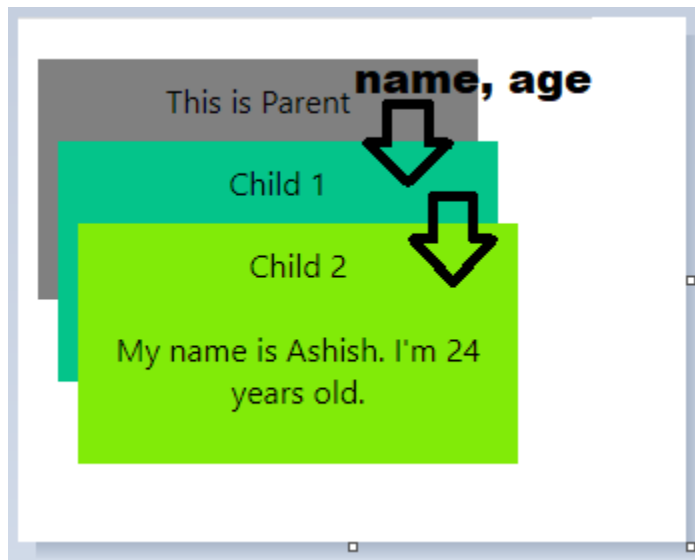 This is Parent
name, age
Child 1
Child 2
My name is Ashish. I'm 24
years old.